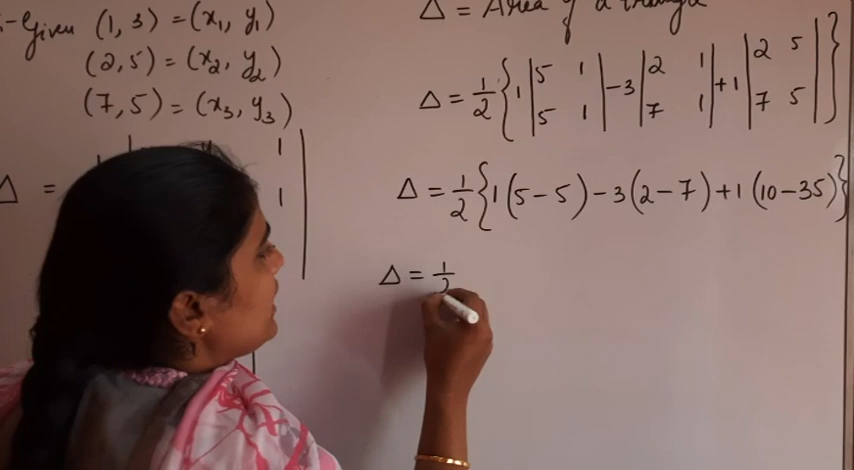 Given (1, 3) = (x₁, y₁)
(2, 5) = (x₂, y₂)
(7, 5) = (x₃, y₃)
Δ =
1
1
Δ = Area of a triangle
Δ = 1/2 { 1 | 5 1 | - 3 | 2 1 | + 1 | 2 5 | }
| 5 1 | | 7 1 | | 7 5 |
Δ = 1/2 { 1 (5 - 5) - 3 (2 - 7) + 1 (10 - 35) }
Δ = 1/2